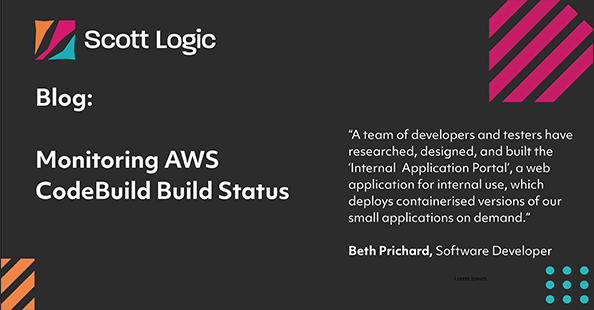 Scott Logic
Blog:
Monitoring AWS
CodeBuild Build Status
“A team of developers and testers have
researched, designed, and built the
‘Internal  Application Portal’, a web
application for internal use, which
deploys containerised versions of our
small applications on demand.”
Beth Prichard, Software Developer
Lorem ipsum